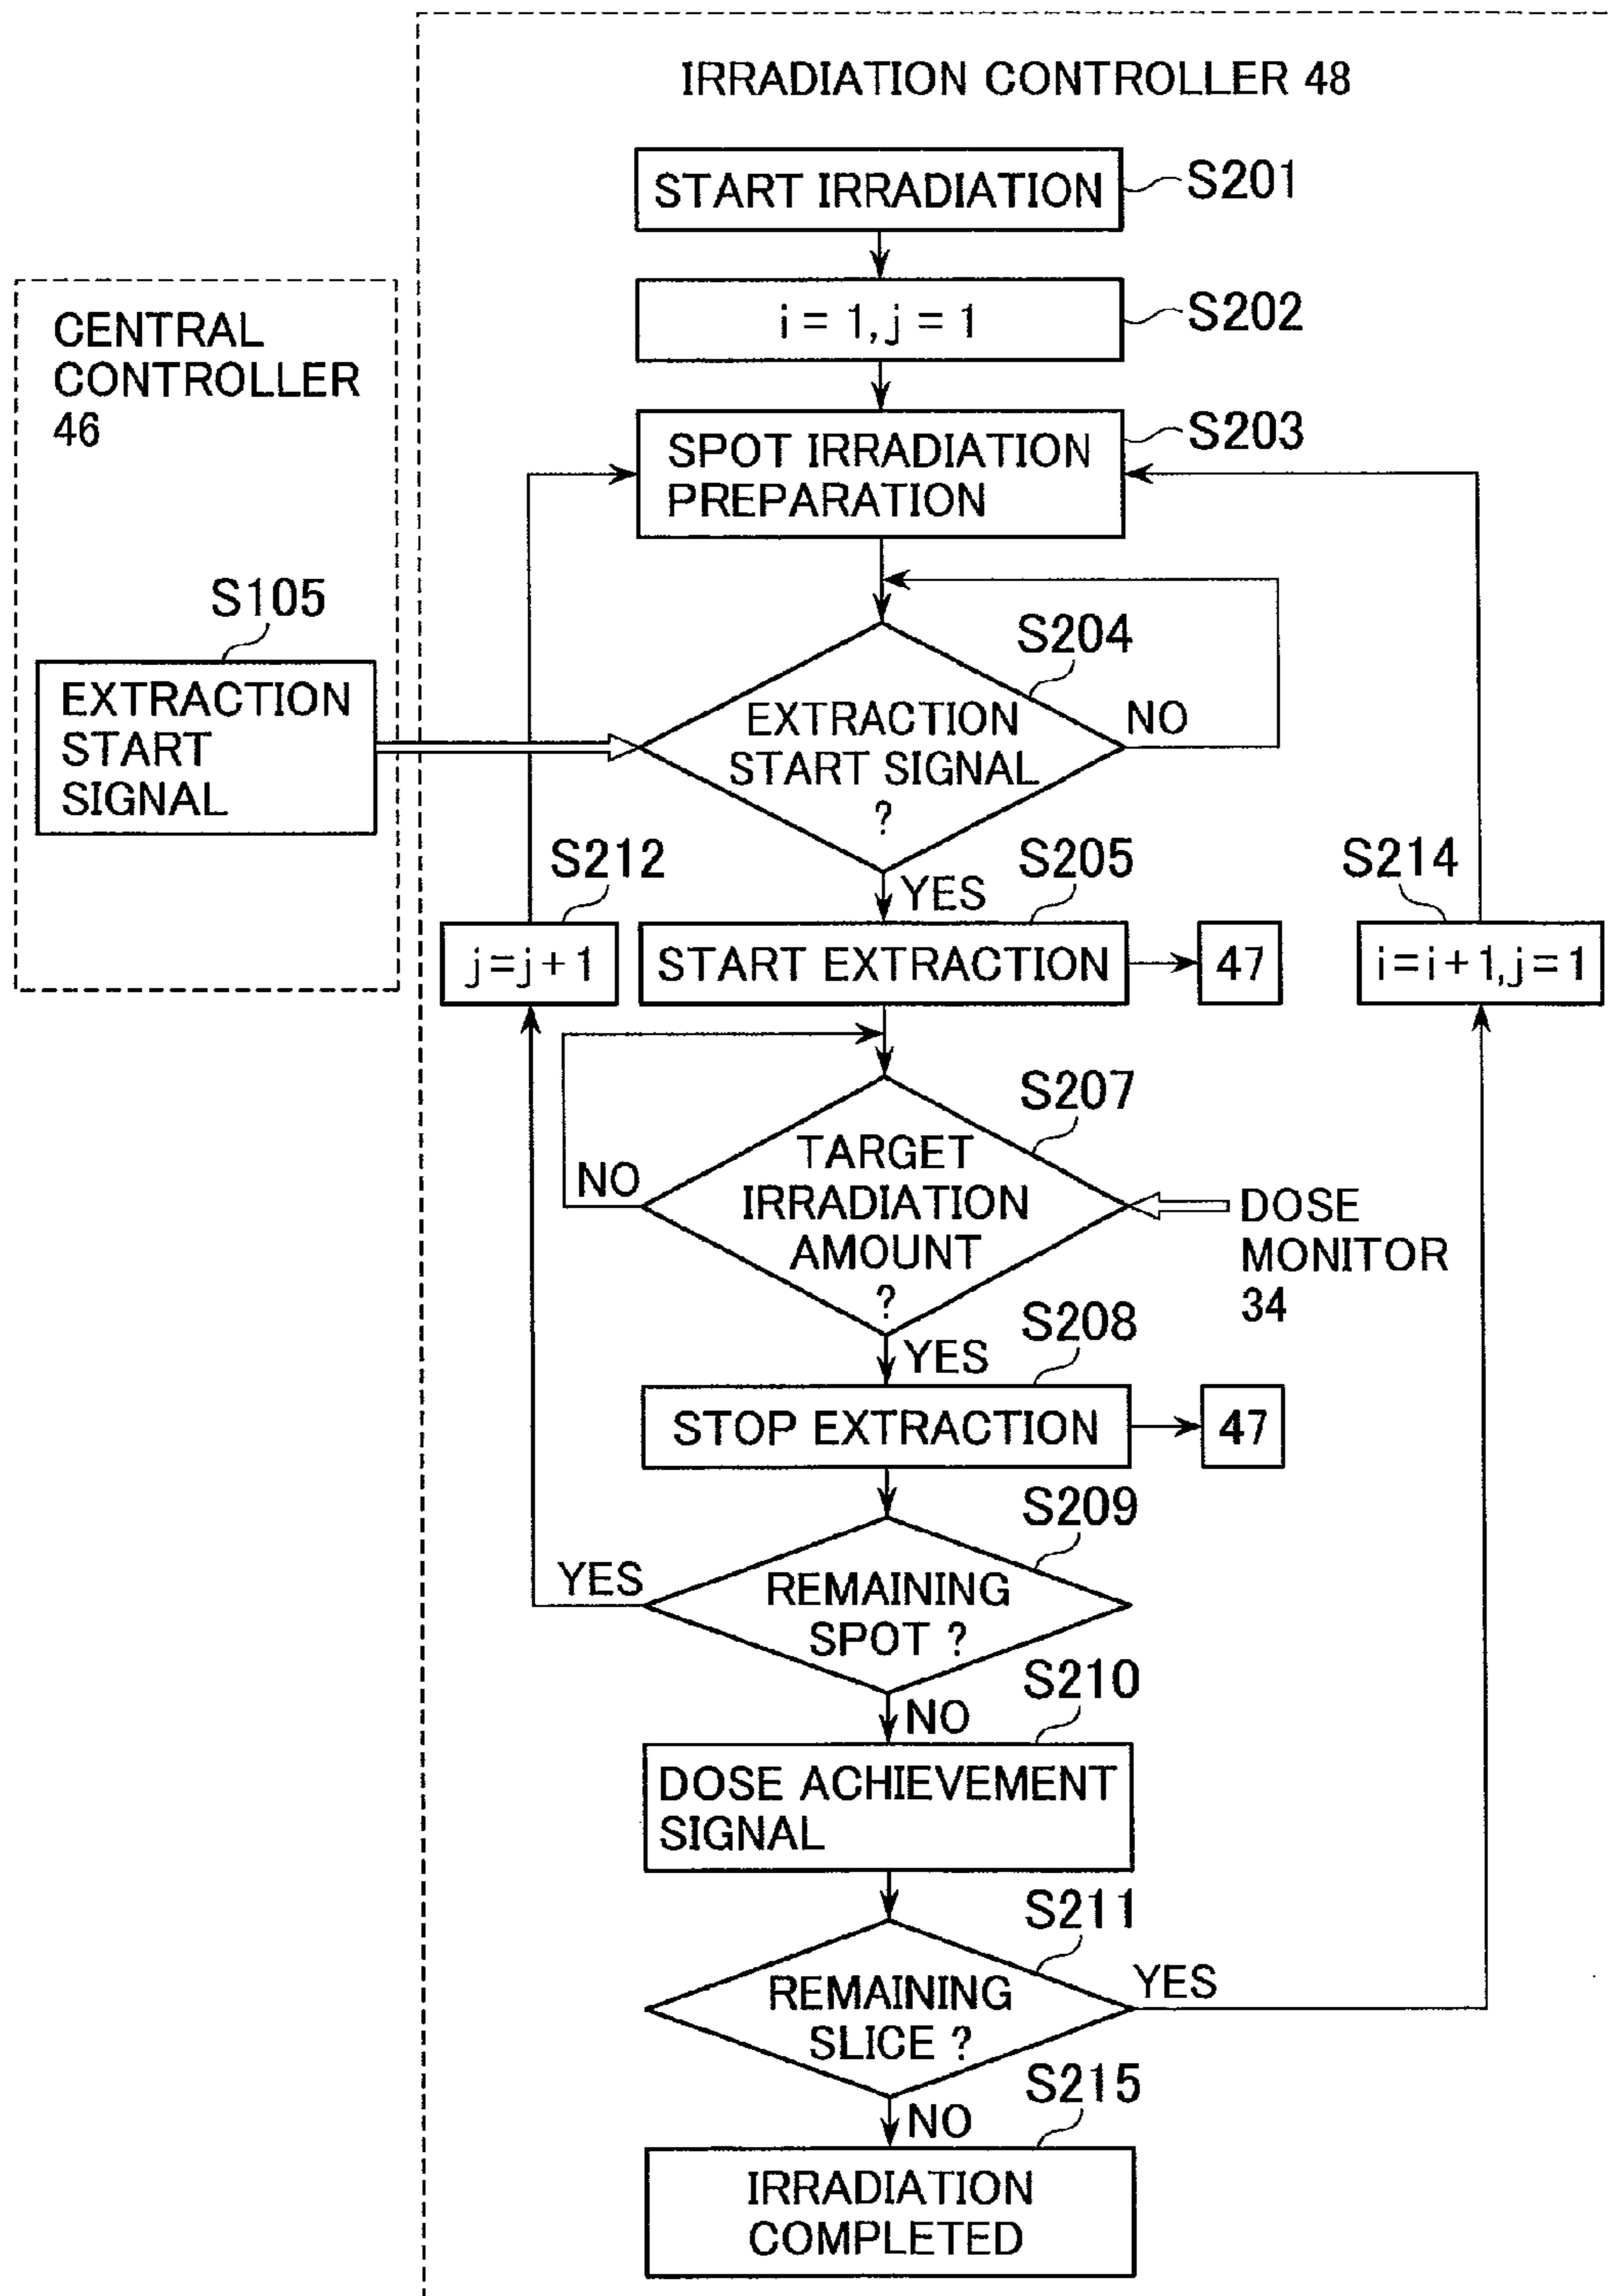 IRRADIATION CONTROLLER 48
START IRRADIATION
S201
i = 1, j = 1
S202
CENTRAL
CONTROLLER
46
SPOT IRRADIATION
PREPARATION
S203
S105
EXTRACTION
START
SIGNAL
S204
EXTRACTION
START SIGNAL
?
NO
YES
S212
j=j+1
S205
START EXTRACTION
47
S214
i=i+1, j=1
S207
TARGET
IRRADIATION
AMOUNT
?
NO
DOSE
MONITOR
34
YES
S208
STOP EXTRACTION
47
S209
REMAINING
SPOT ?
YES
NO
S210
DOSE ACHIEVEMENT
SIGNAL
S211
REMAINING
SLICE ?
YES
NO
S215
IRRADIATION
COMPLETED